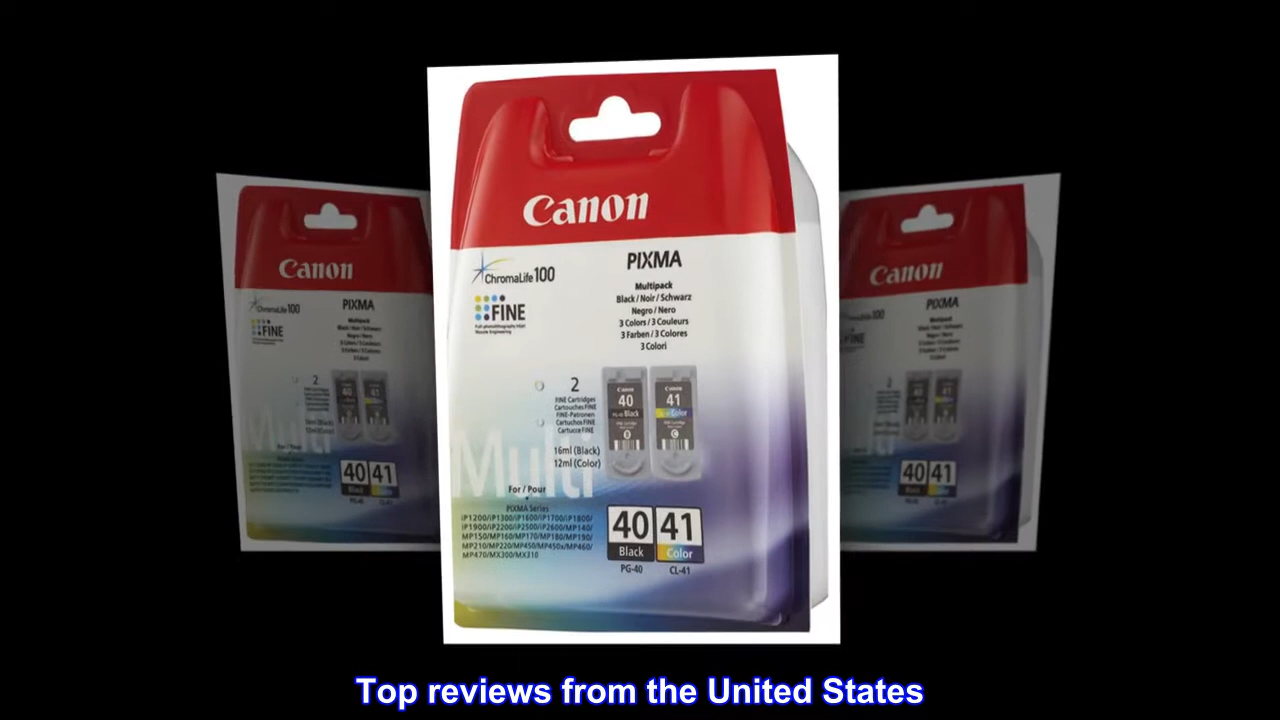 Canon
ChromaLife100
FINE
PIXMA
Multipack
Black / Noir / Schwarz
Negro / Nero
3 Colors / 3 Couleurs
3 Farben / 3 Colores
3 Colori
2
FINE Cartridges
Cartouches FINE
FINE-Patronen
Cartuchos FINE
Cartucce FINE
16ml (Black)
12ml (Color)
Canon
40
PG-40 Black
Canon
41
Multi
For / Pour
PIXMA Series
iP1200/iP1300/iP1600/iP1700/iP1800/
iP1900/iP2200/iP2500/iP2600/MP140/
MP150/MP160/MP170/MP180/MP190/
MP210/MP220/MP450/MP450x/MP460/
MP470/MX300/MX310
40 41
Black Color
PG-40 CL-41
Canon
ChromaLife100
FINE
PIXMA
2
40 41
Canon
PIXMA
2
40 41
Top reviews from the United States